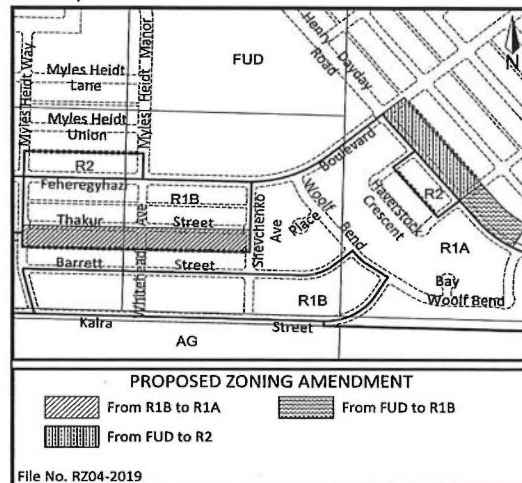 Henry Dayday
Road
N
FUD
Myles Heidt Way
Myles Heidt Manor
Myles Heidt
Lane
Myles Heidt
Union
R2
Feheregyhazi
Boulevard
R1B
Thakur
Street
Ave
Shevchenko
Ave
Woolf Bend
Place
Haverstock
Crescent
R2
R1A
Barrett
Street
Whitehead
R1B
Bay
Woolf Bend
Kalra
Street
AG
PROPOSED ZONING AMENDMENT
From R1B to R1A
From FUD to R1B
From FUD to R2
File No. RZ04-2019